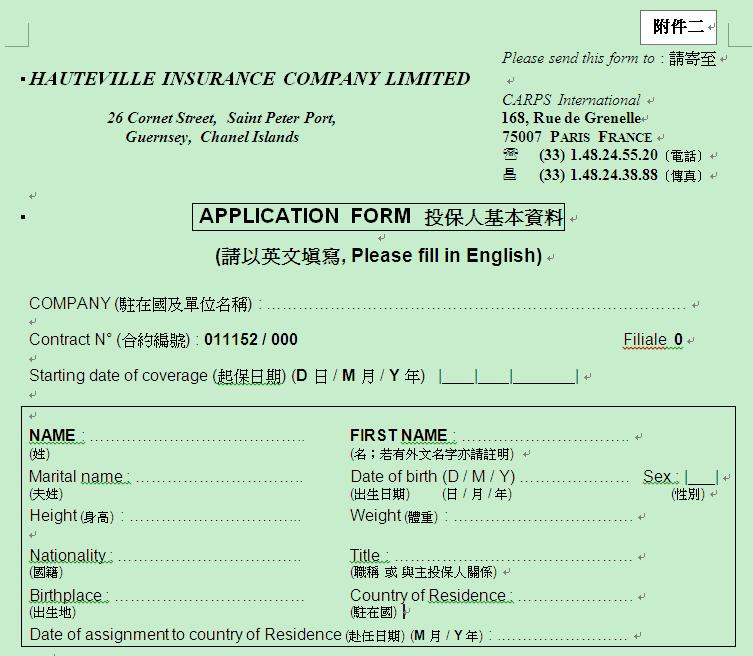 附件二
Please send this form to : 請寄至
HAUTEVILLE INSURANCE COMPANY LIMITED
CARPS International
26 Cornet Street, Saint Peter Port,
168, Rue de Grenelle
Guernsey, Chanel Islands
75007 PARIS FRANCE
(33) 1.48.24.55.20 (電話)
(33) 1.48.24.38.88 (傳真)
APPLICATION FORM 投保人基本資料
(請以英文填寫, Please fill in English)
COMPANY (駐在國及單位名稱) : ................................................................
Contract N° (合約編號) : 011152 / 000 Filiale 0
Starting date of coverage (起保日期) (D 日 / M 月 / Y 年) |___|___|_______|
NAME : .................................... FIRST NAME : ..............................
(姓) (名；若有外文名字亦請註明)
Marital name : ............................ Date of birth (D / M / Y) ................... Sex : |___|
(夫姓) (出生日期) (日 / 月 / 年) (性別)
Height (身高) : ............................ Weight (體重) : ..............................
Nationality : ............................... Title : ........................................
(國籍) (職稱 或 與主投保人關係)
Birthplace : ................................ Country of Residence : ....................
(出生地) (駐在國)
Date of assignment to country of Residence (赴任日期) (M 月 / Y 年) : ......................